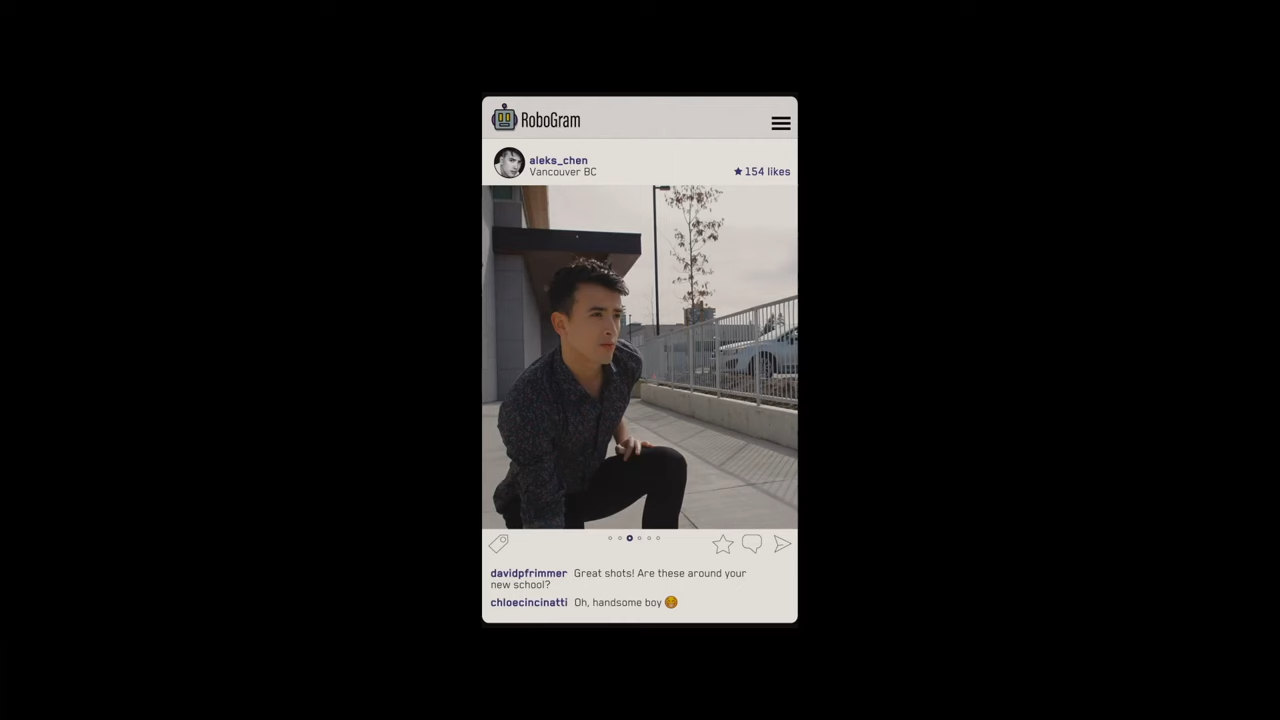 RoboGram
aleks_chen
Vancouver BC
154 likes
davidpfrimmer Great shots! Are these around your
new school?
chloecincinatti Oh, handsome boy